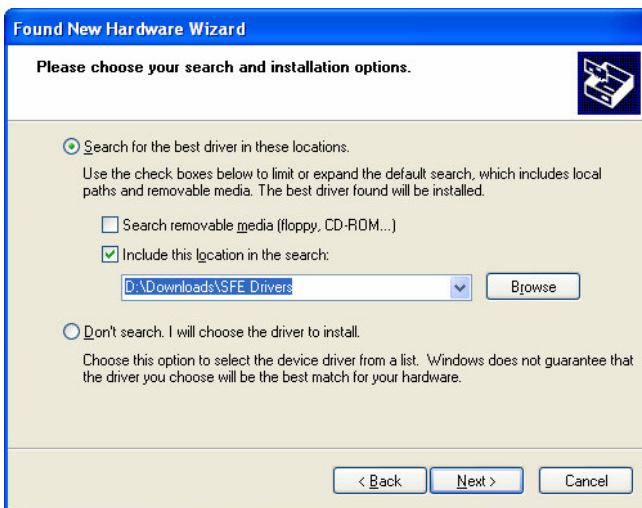 Found New Hardware Wizard
Please choose your search and installation options.
Search for the best driver in these locations.
Use the check boxes below to limit or expand the default search, which includes local
paths and removable media. The best driver found will be installed.
Search removable media (floppy, CD-ROM...)
Include this location in the search:
D:\Downloads\SFE Drivers
Browse
Don't search. I will choose the driver to install.
Choose this option to select the device driver from a list. Windows does not guarantee that
the driver you choose will be the best match for your hardware.
< Back
Next >
Cancel